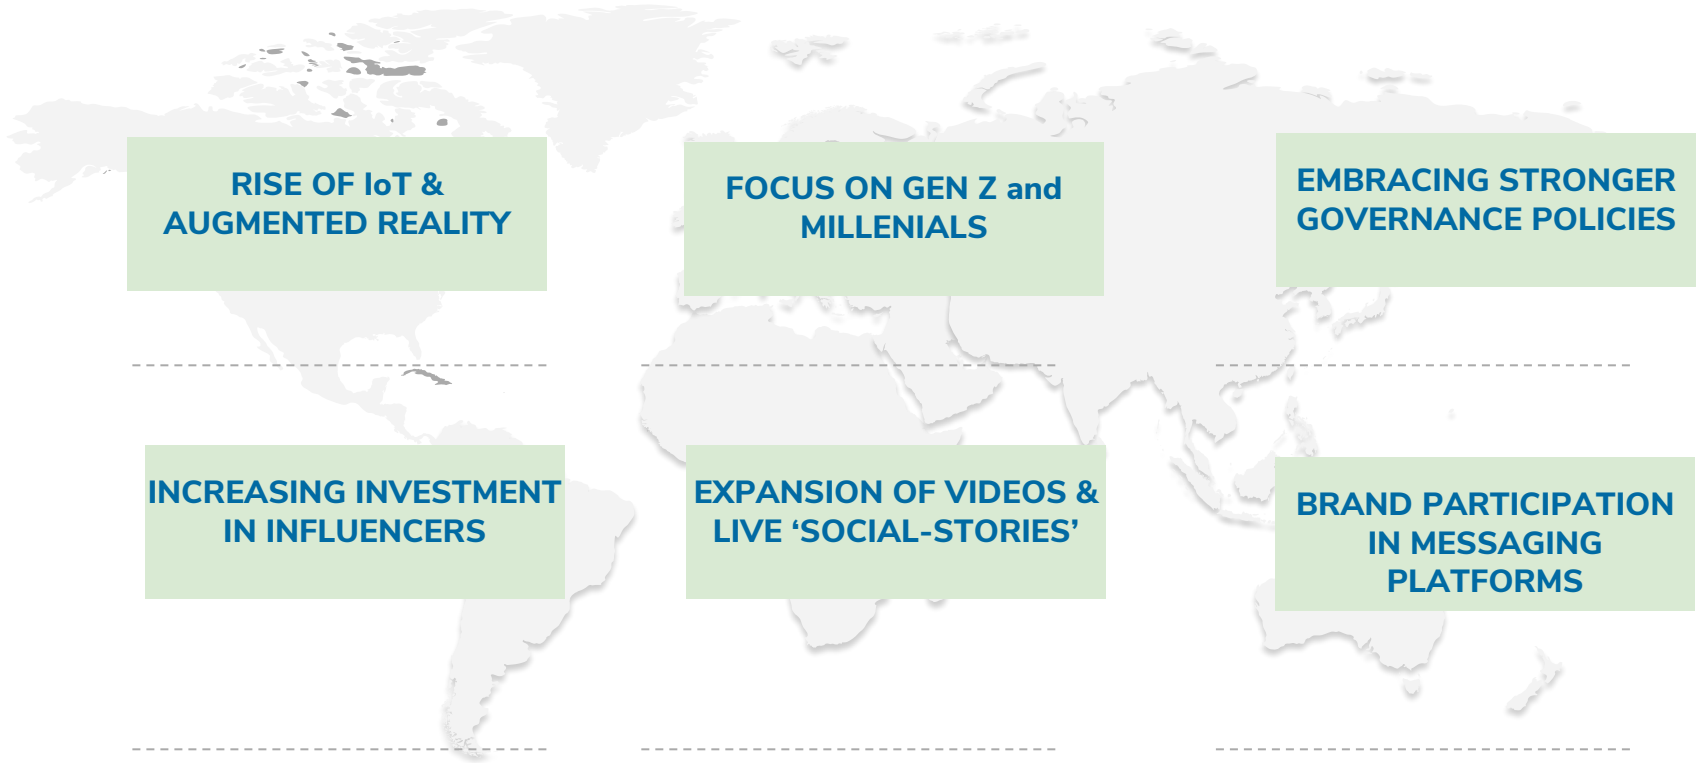 RISE OF IoT &
AUGMENTED REALITY
FOCUS ON GEN Z and
MILLENIALS
EMBRACING STRONGER
GOVERNANCE POLICIES
INCREASING INVESTMENT
IN INFLUENCERS
EXPANSION OF VIDEOS &
LIVE ‘SOCIAL-STORIES’
BRAND PARTICIPATION
IN MESSAGING
PLATFORMS